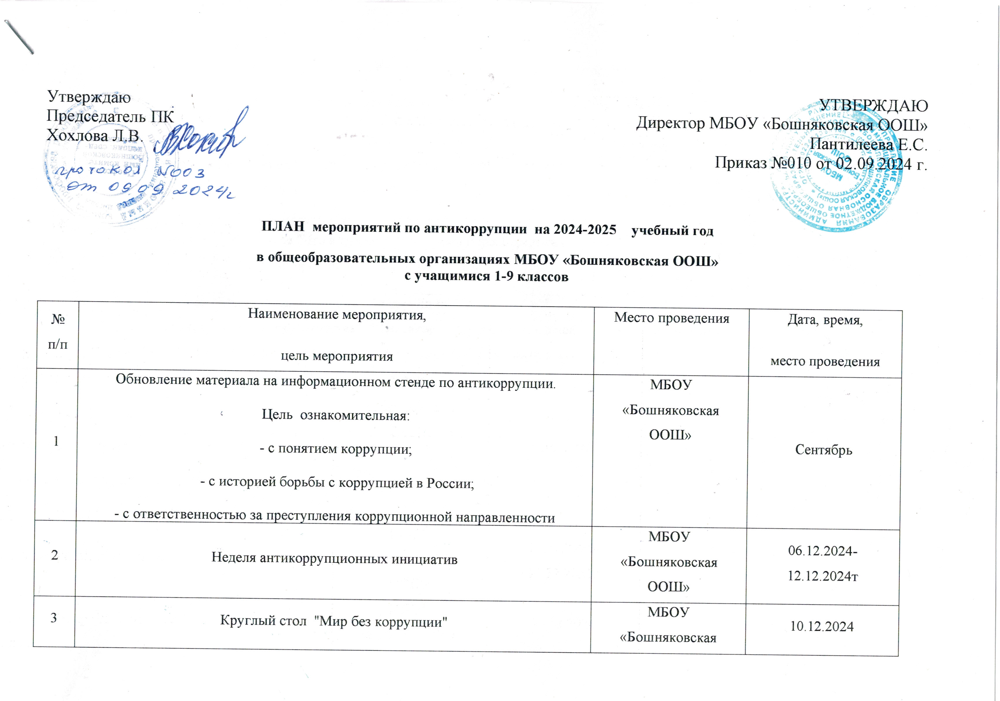 Утверждаю
Председатель ПК
Хохлова Л.В.
протокол №003
от 09.09 2024г
УТВЕРЖДАЮ
Директор МБОУ «Бошняковская ООШ»
Пантилеева Е.С.
Приказ №010 от 02.09.2024 г.
ПЛАН мероприятий по антикоррупции на 2024-2025 учебный год
в общеобразовательных организациях МБОУ «Бошняковская ООШ»
с учащимися 1-9 классов
№
п/п
Наименование мероприятия,
цель мероприятия
Место проведения
Дата, время,
место проведения
1
Обновление материала на информационном стенде по антикоррупции.
Цель ознакомительная:
- с понятием коррупции;
- с историей борьбы с коррупцией в России;
- с ответственностью за преступления коррупционной направленности
МБОУ
«Бошняковская
ООШ»
Сентябрь
2
Неделя антикоррупционных инициатив
МБОУ
«Бошняковская
ООШ»
06.12.2024-
12.12.2024т
3
Круглый стол "Мир без коррупции"
МБОУ
«Бошняковская
10.12.2024